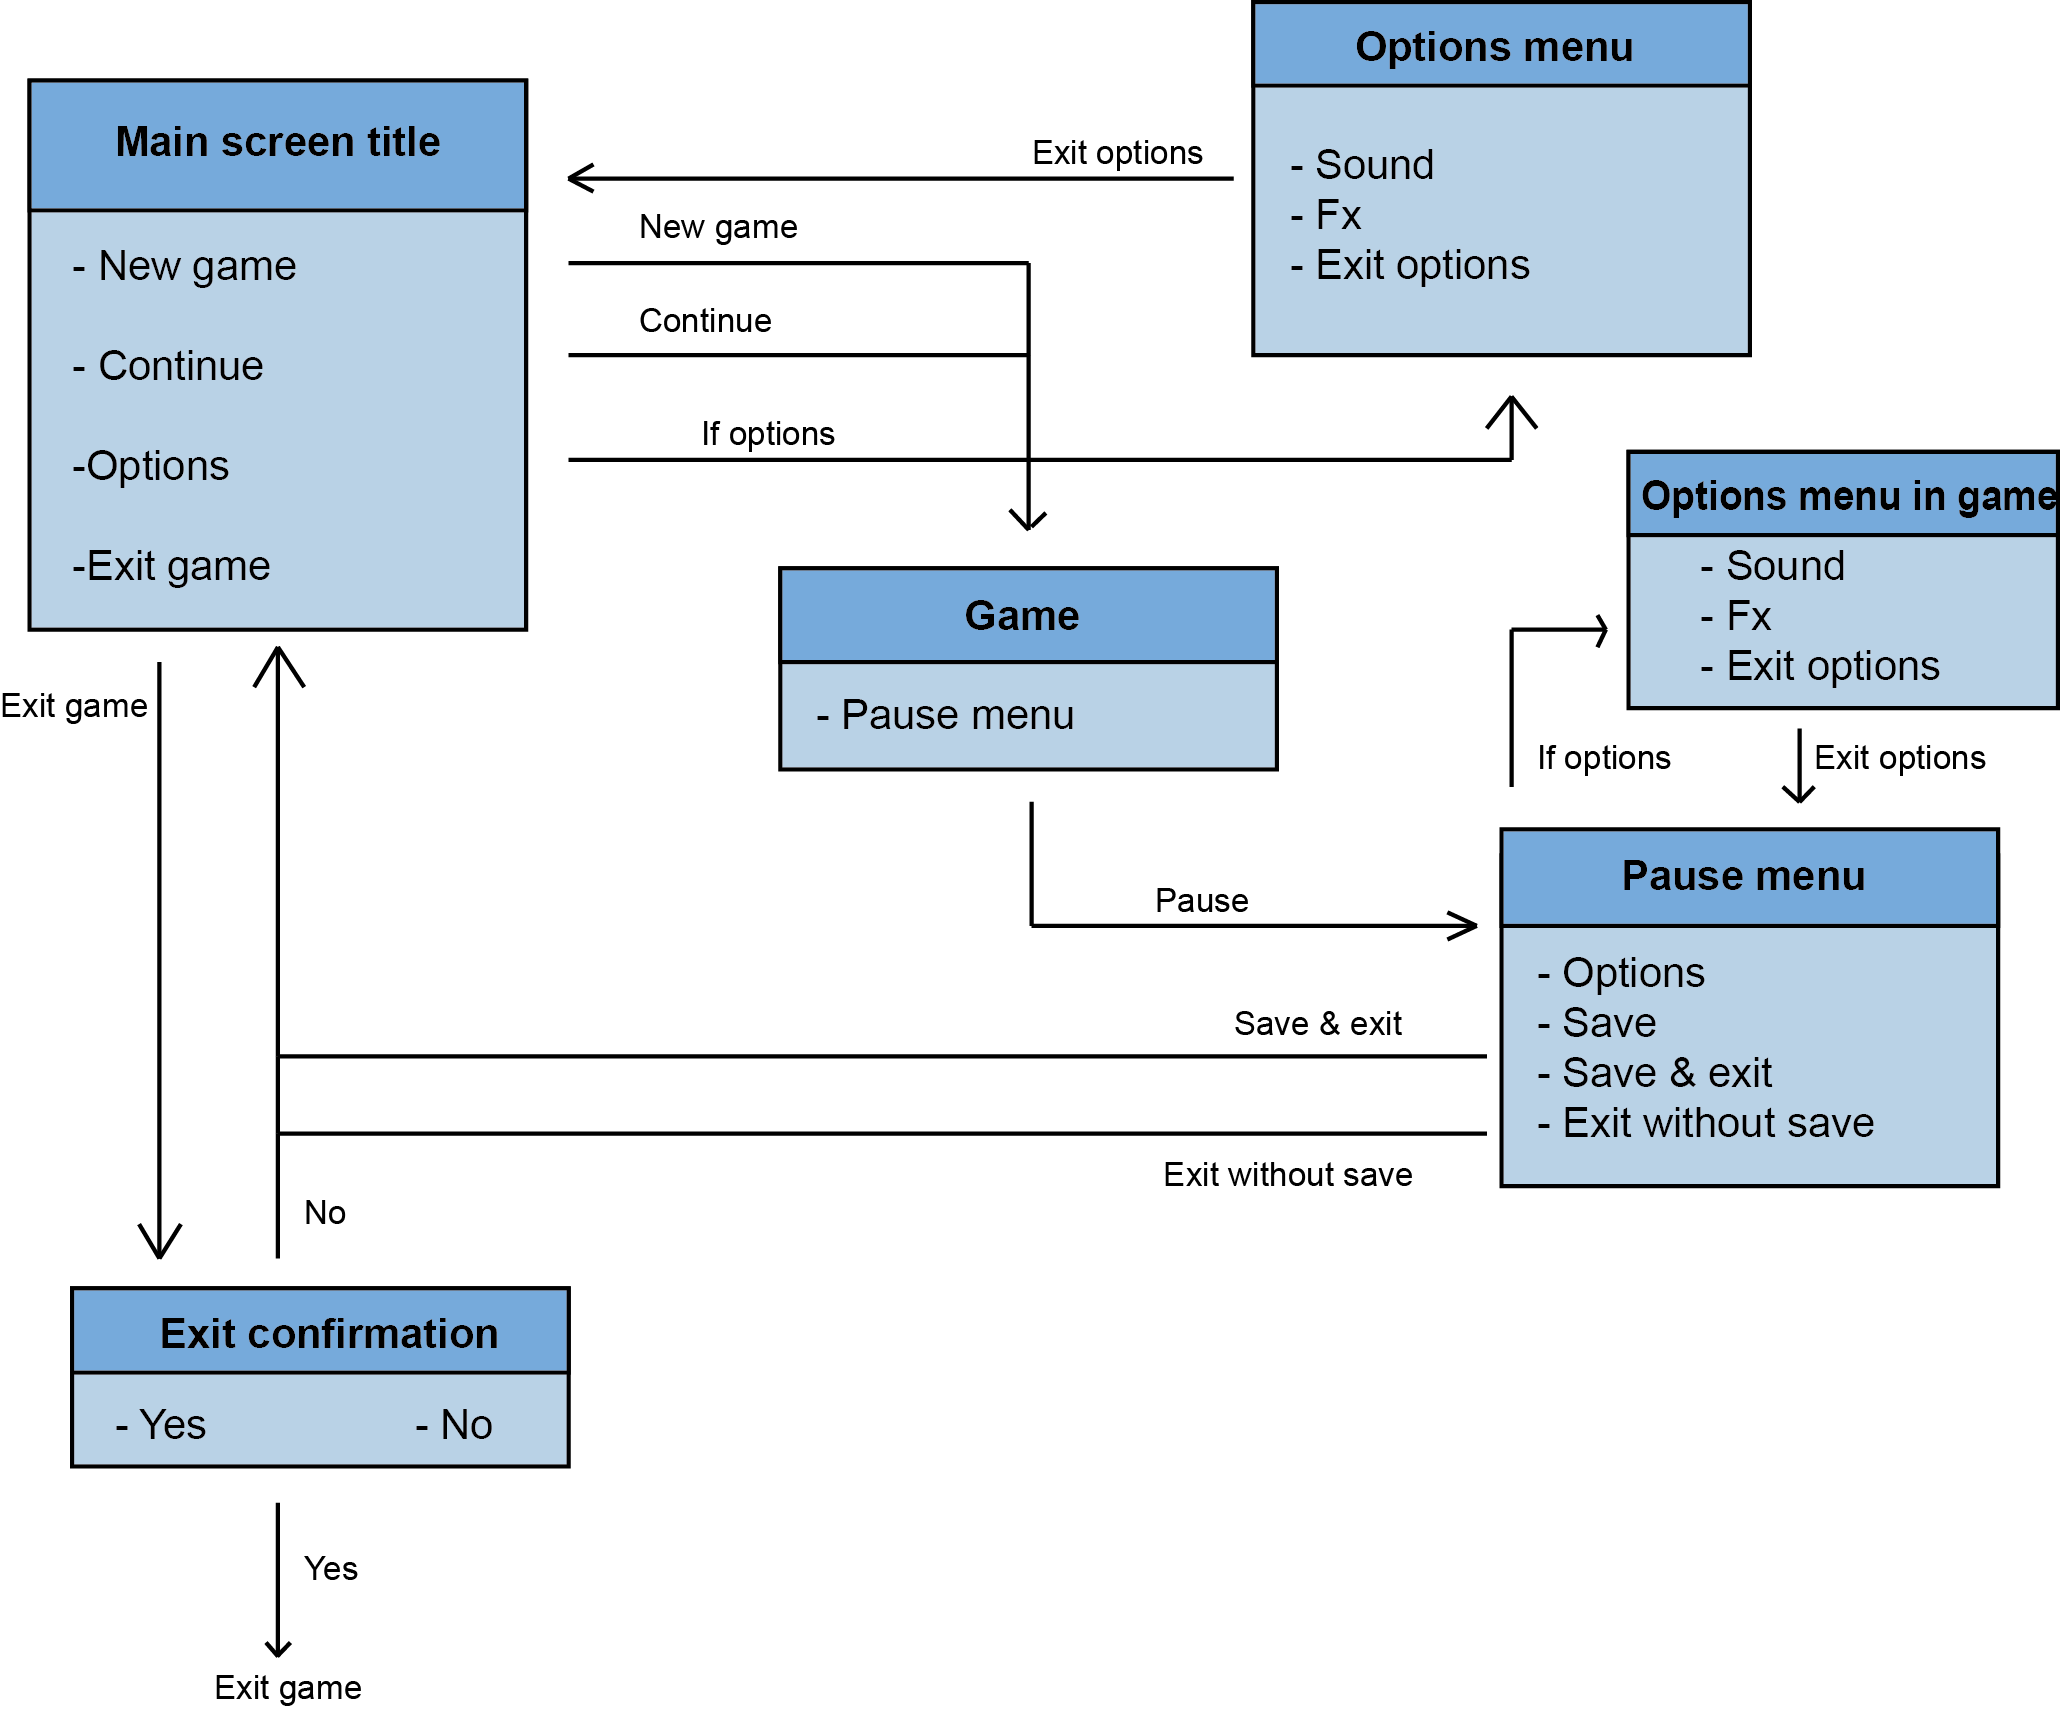 Options menu
- Sound
- Fx
- Exit options
Main screen title
- New game
- Continue
-Options
-Exit game
Exit options
New game
Continue
If options
Options menu in game
- Sound
- Fx
- Exit options
Game
- Pause menu
Exit game
If options
Exit options
Pause menu
- Options
- Save
- Save & exit
- Exit without save
Pause
Save & exit
Exit without save
No
Exit confirmation
- Yes - No
Yes
Exit game